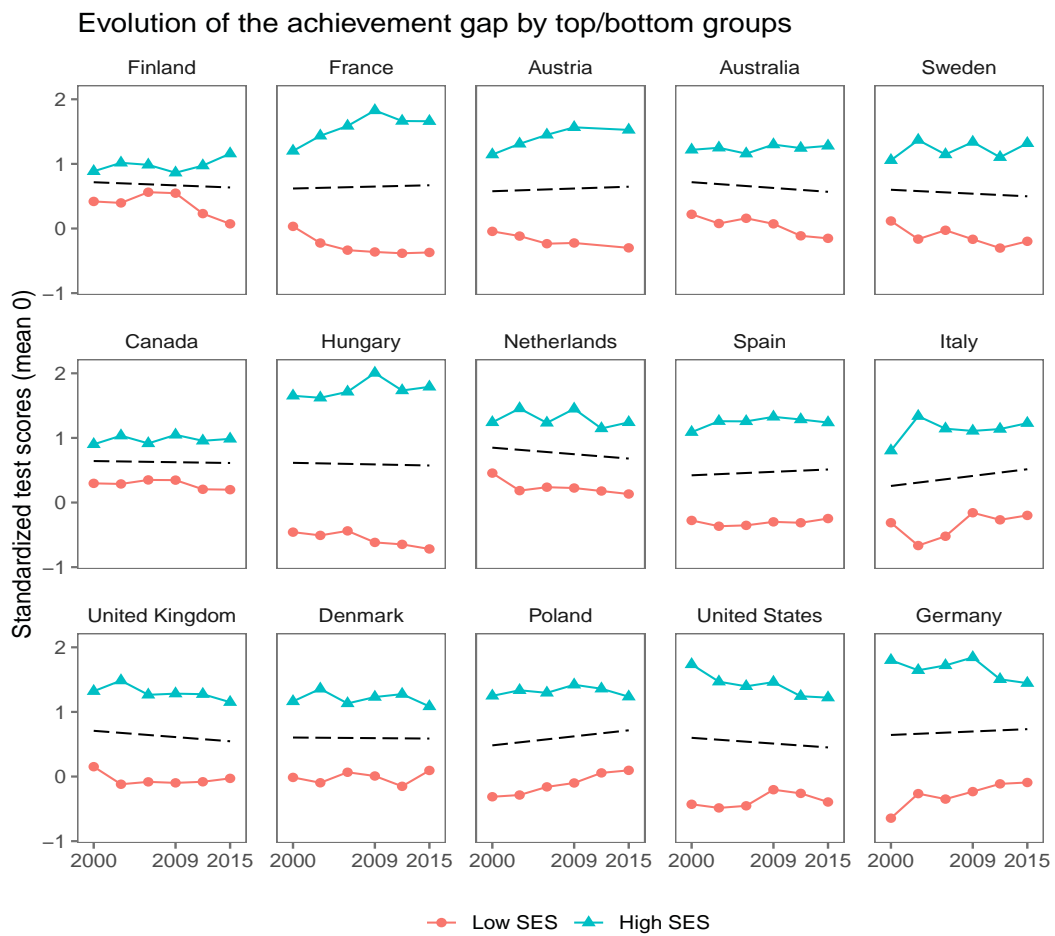 Evolution of the achievement gap by top/bottom groups
Finland France Austria Australia Sweden
2
1
0
−1
Canada Hungary Netherlands Spain Italy
2
1
0
−1
United Kingdom Denmark Poland United States Germany
2
1
0
−1
2000 2009 2015 2000 2009 2015 2000 2009 2015 2000 2009 2015 2000 2009 2015
Standardized test scores (mean 0)
Low SES High SES